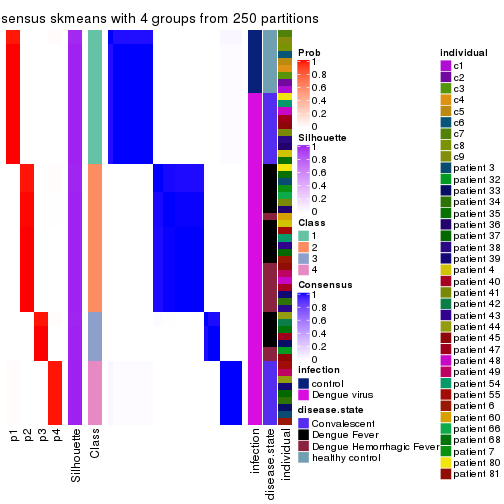 sensus skmeans with 4 groups from 250 partitions
p1
p2
p3
p4
Silhouette
Class
infection
disease.state
individual
Prob
1
0.8
0.6
0.4
0.2
0
Silhouette
1
0.8
0.6
0.4
0.2
0
Class
1
2
3
4
Consensus
1
0.8
0.6
0.4
0.2
0
infection
control
Dengue virus
disease.state
Convalescent
Dengue Fever
Dengue Hemorrhagic Fever
healthy control
individual
c1
c2
c3
c4
c5
c6
c7
c8
c9
patient 3
patient 32
patient 33
patient 34
patient 35
patient 36
patient 37
patient 38
patient 39
patient 4
patient 40
patient 41
patient 42
patient 43
patient 44
patient 45
patient 47
patient 48
patient 49
patient 54
patient 55
patient 6
patient 60
patient 66
patient 68
patient 7
patient 80
patient 81